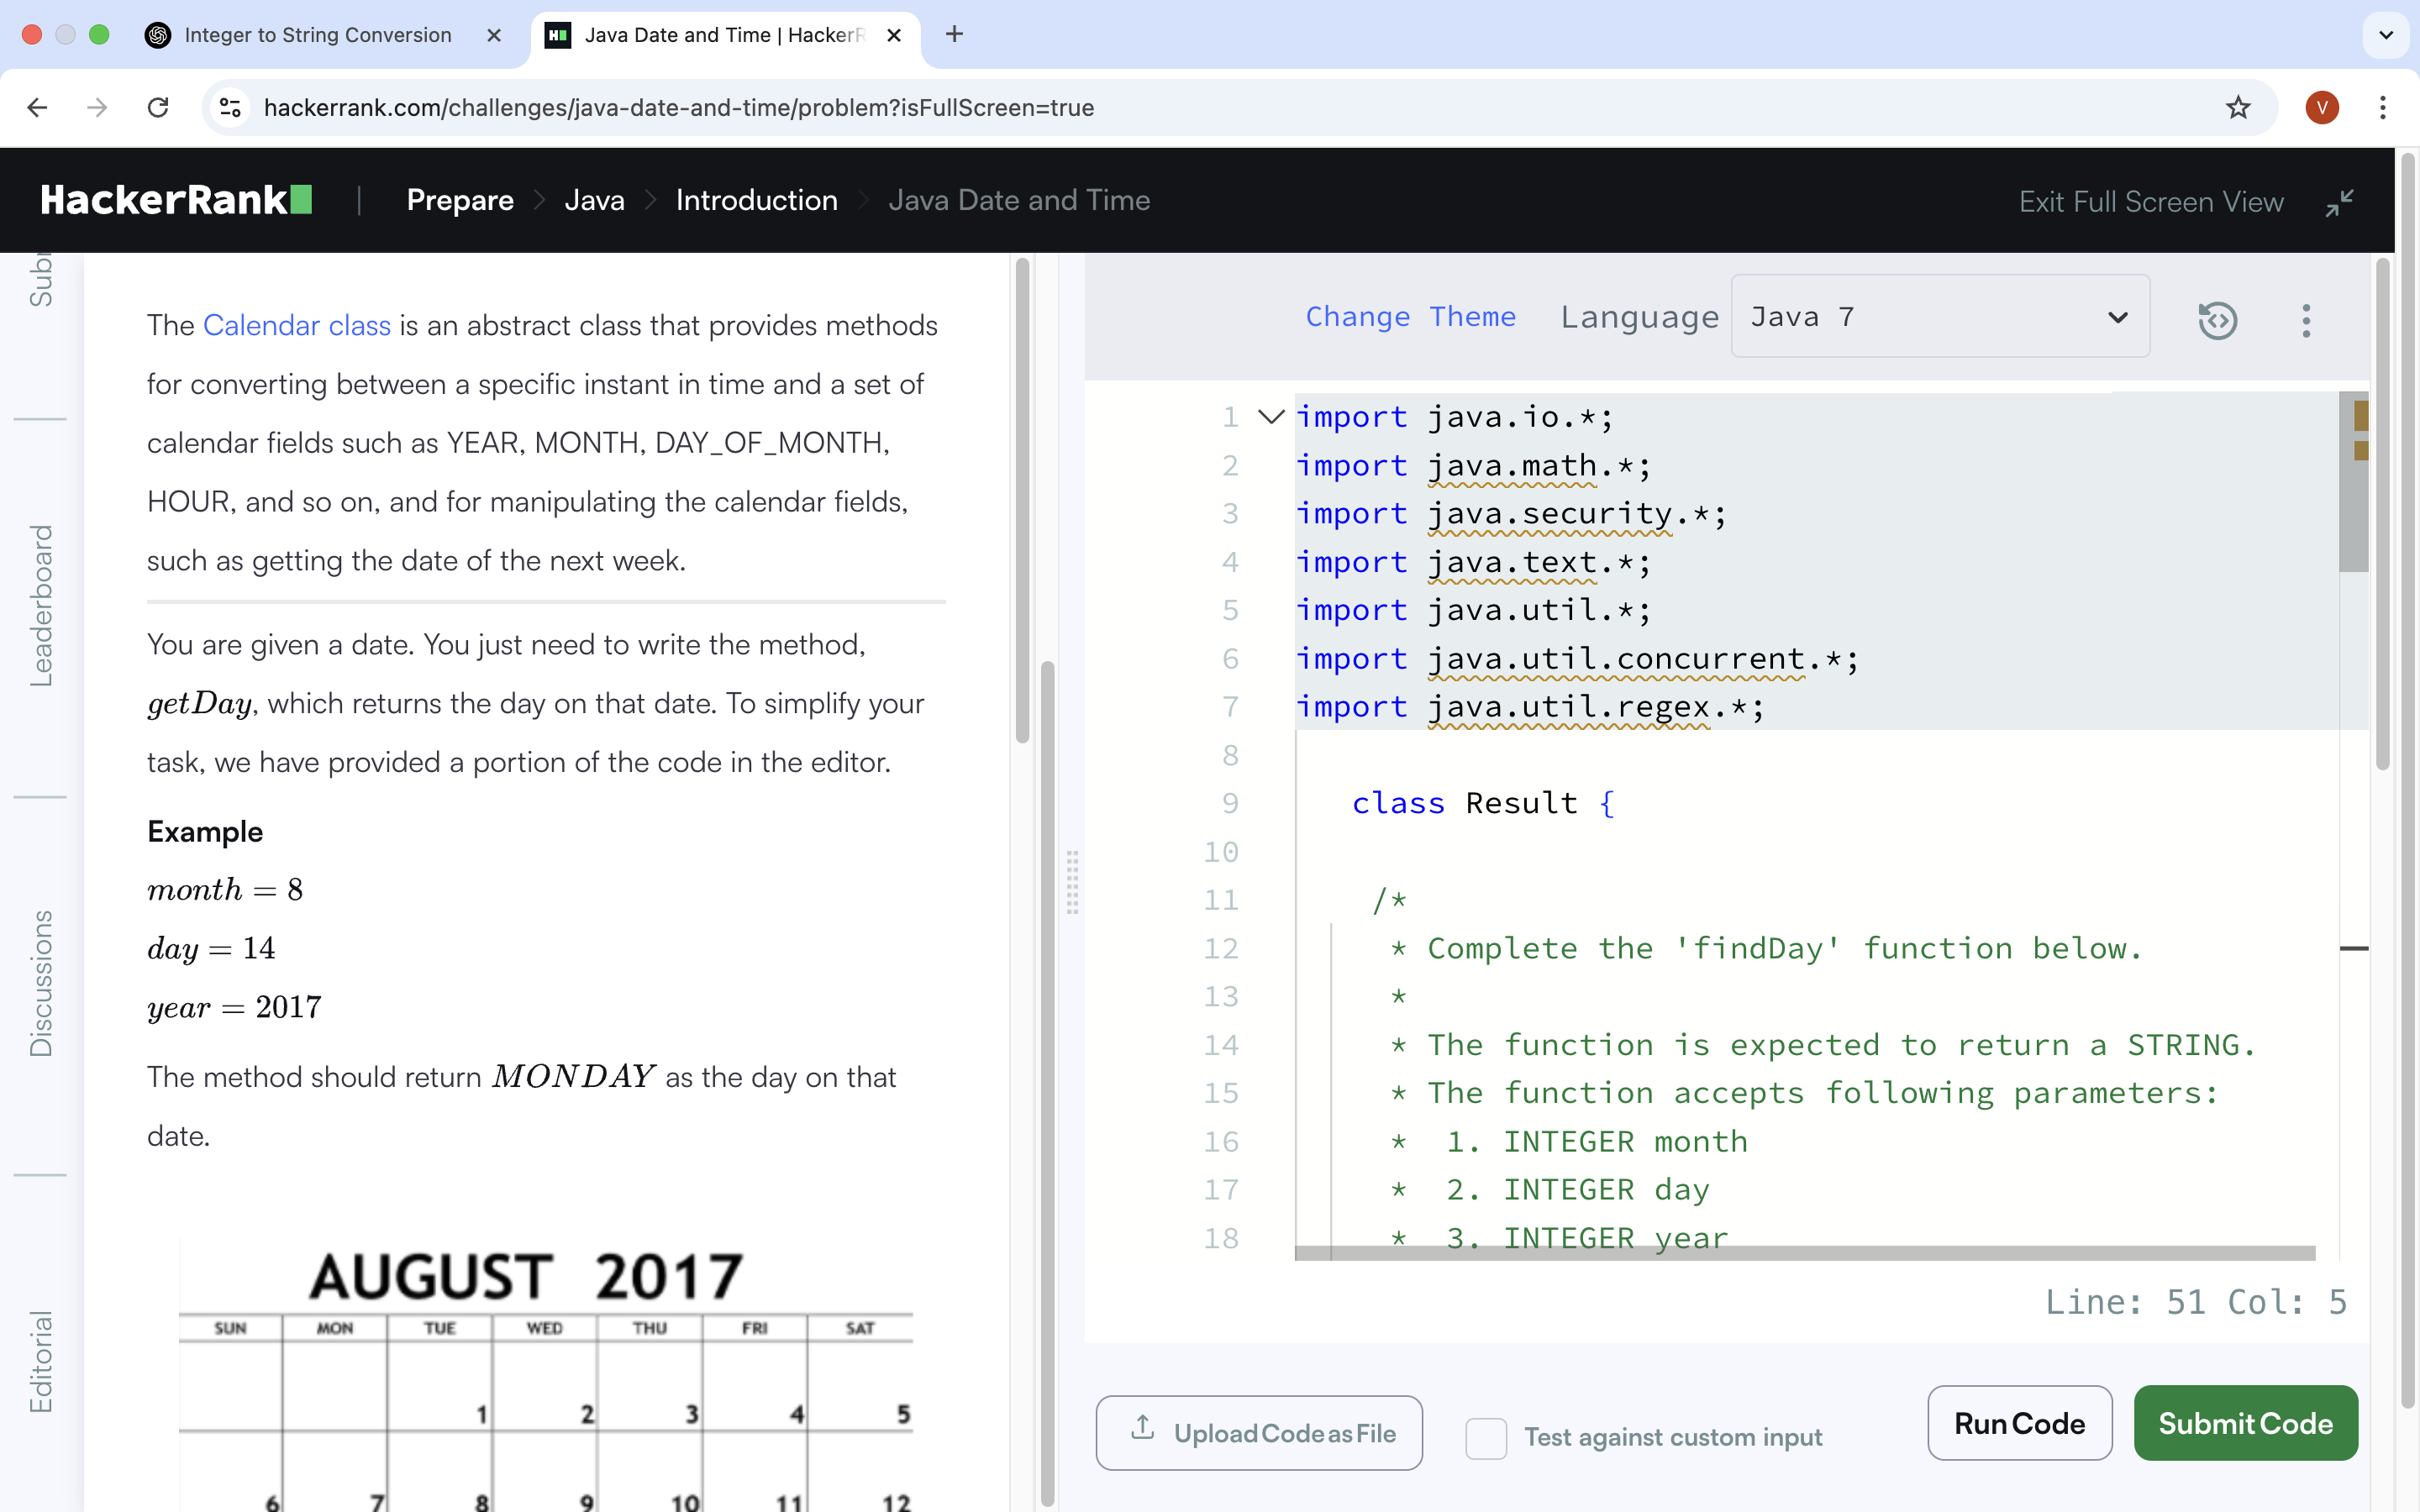 Integer to String Conversion
Java Date and Time | HackerR
hackerrank.com/challenges/java-date-and-time/problem?isFullScreen=true
V
HackerRank
Prepare
Java
Introduction
Java Date and Time
Exit Full Screen View
Leaderboard
Discussions
Editorial
The Calendar class is an abstract class that provides methods
for converting between a specific instant in time and a set of
calendar fields such as YEAR, MONTH, DAY_OF_MONTH,
HOUR, and so on, and for manipulating the calendar fields,
such as getting the date of the next week.
You are given a date. You just need to write the method,
getDay, which returns the day on that date. To simplify your
task, we have provided a portion of the code in the editor.
Example
month = 8
day = 14
year = 2017
The method should return MONDAY as the day on that
date.
AUGUST 2017
SUN MON TUE WED THU FRI SAT
1 2 3 4 5
6 7 8 9 10 11 12
Change Theme Language Java 7
1 import java.io.*;
2 import java.math.*;
3 import java.security.*;
4 import java.text.*;
5 import java.util.*;
6 import java.util.concurrent.*;
7 import java.util.regex.*;
8
9 class Result {
10
11 /*
12 * Complete the 'findDay' function below.
13 *
14 * The function is expected to return a STRING.
15 * The function accepts following parameters:
16 * 1. INTEGER month
17 * 2. INTEGER day
18 * 3. INTEGER year
Line: 51 Col: 5
Upload Code as File
Test against custom input
Run Code
Submit Code